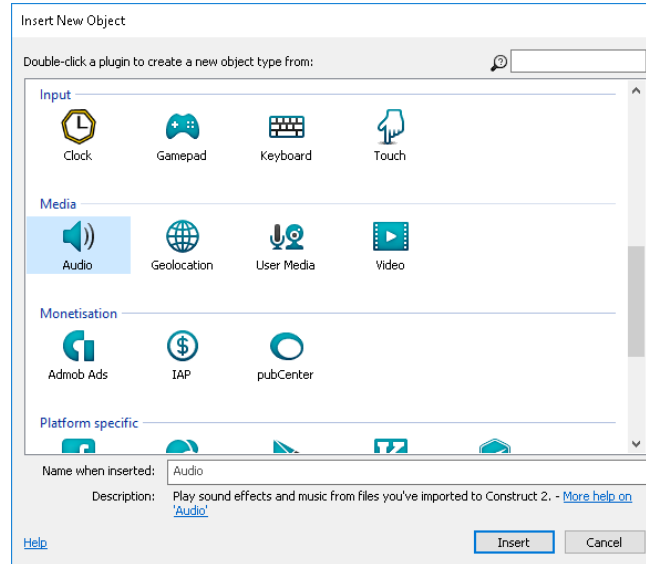 Insert New Object
Double-click a plugin to create a new object type from:
Input
Clock Gamepad Keyboard Touch
Media
Audio Geolocation User Media Video
Monetisation
Admob Ads IAP pubCenter
Platform specific
Name when inserted: Audio
Description: Play sound effects and music from files you've imported to Construct 2. - More help on
'Audio'
Help Insert Cancel